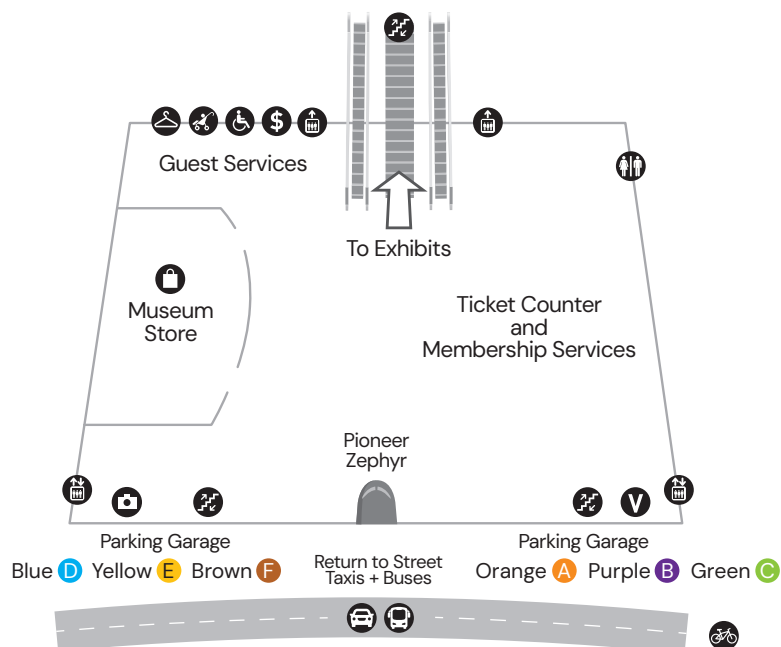 $
Guest Services
To Exhibits
Museum
Store
Ticket Counter
and
Membership Services
Pioneer
Zephyr
V
Parking Garage
Blue D Yellow E Brown F
Return to Street
Taxis + Buses
Parking Garage
Orange A Purple B Green C